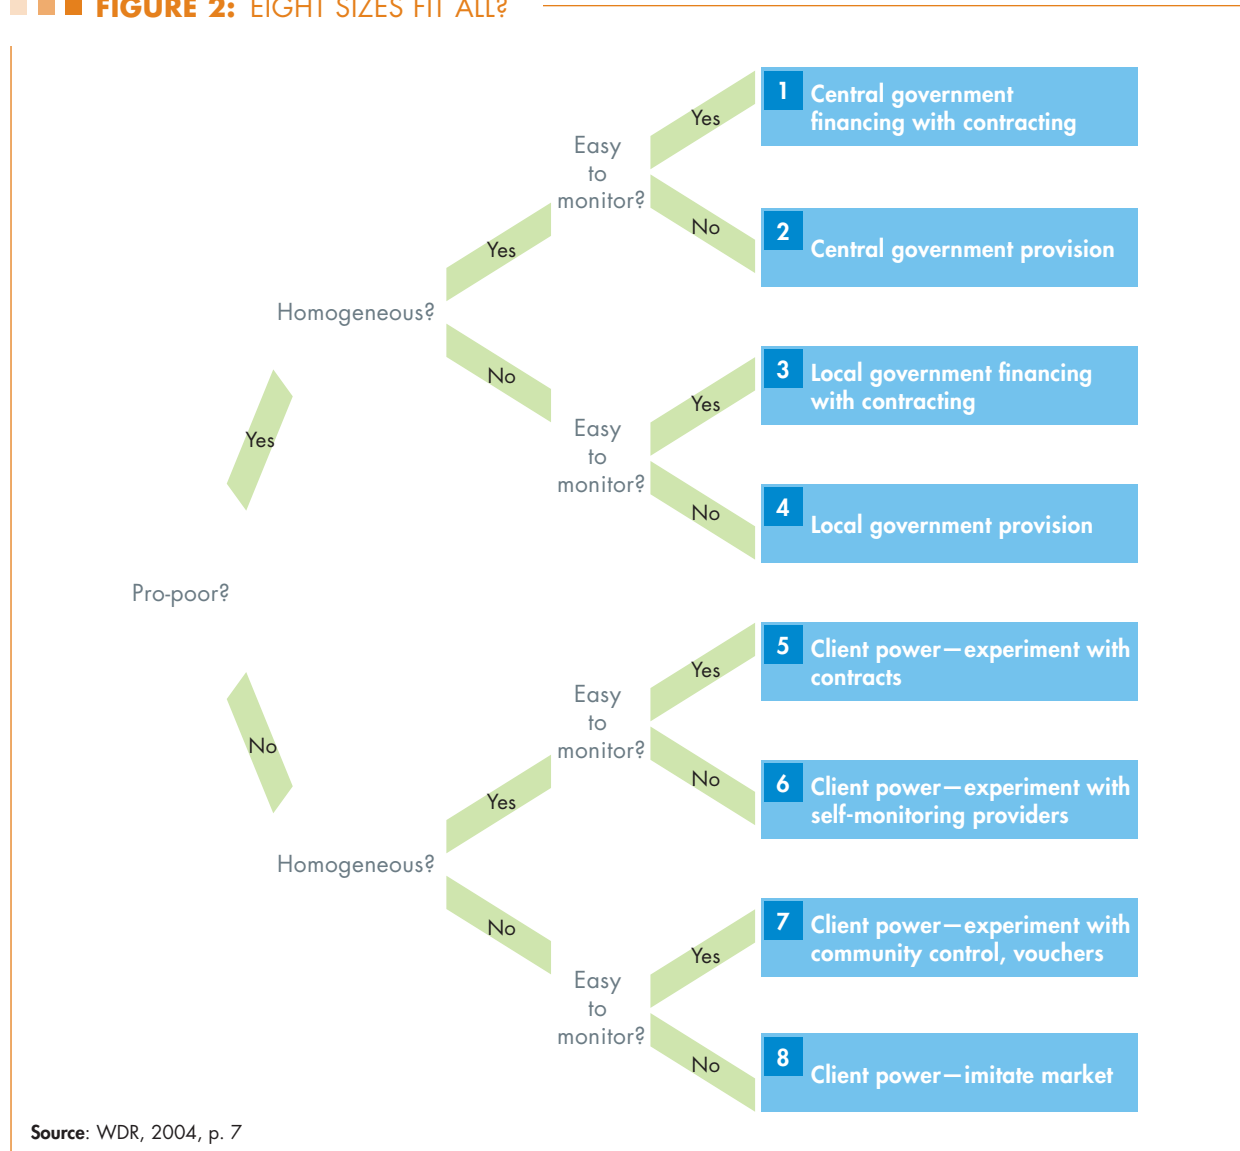 FIGURE 2: EIGHT SIZES FIT ALL?
1
Central government
financing with contracting
Yes
Easy
to
monitor?
No
2
Central government provision
Yes
Homogeneous?
No
3
Local government financing
with contracting
Yes
Easy
to
monitor?
No
4
Local government provision
Yes
Pro-poor?
No
5
Client power—experiment with
contracts
Yes
Easy
to
monitor?
No
6
Client power—experiment with
self-monitoring providers
Yes
Homogeneous?
No
7
Client power—experiment with
community control, vouchers
Yes
Easy
to
monitor?
No
8
Client power—imitate market
Source: WDR, 2004, p. 7